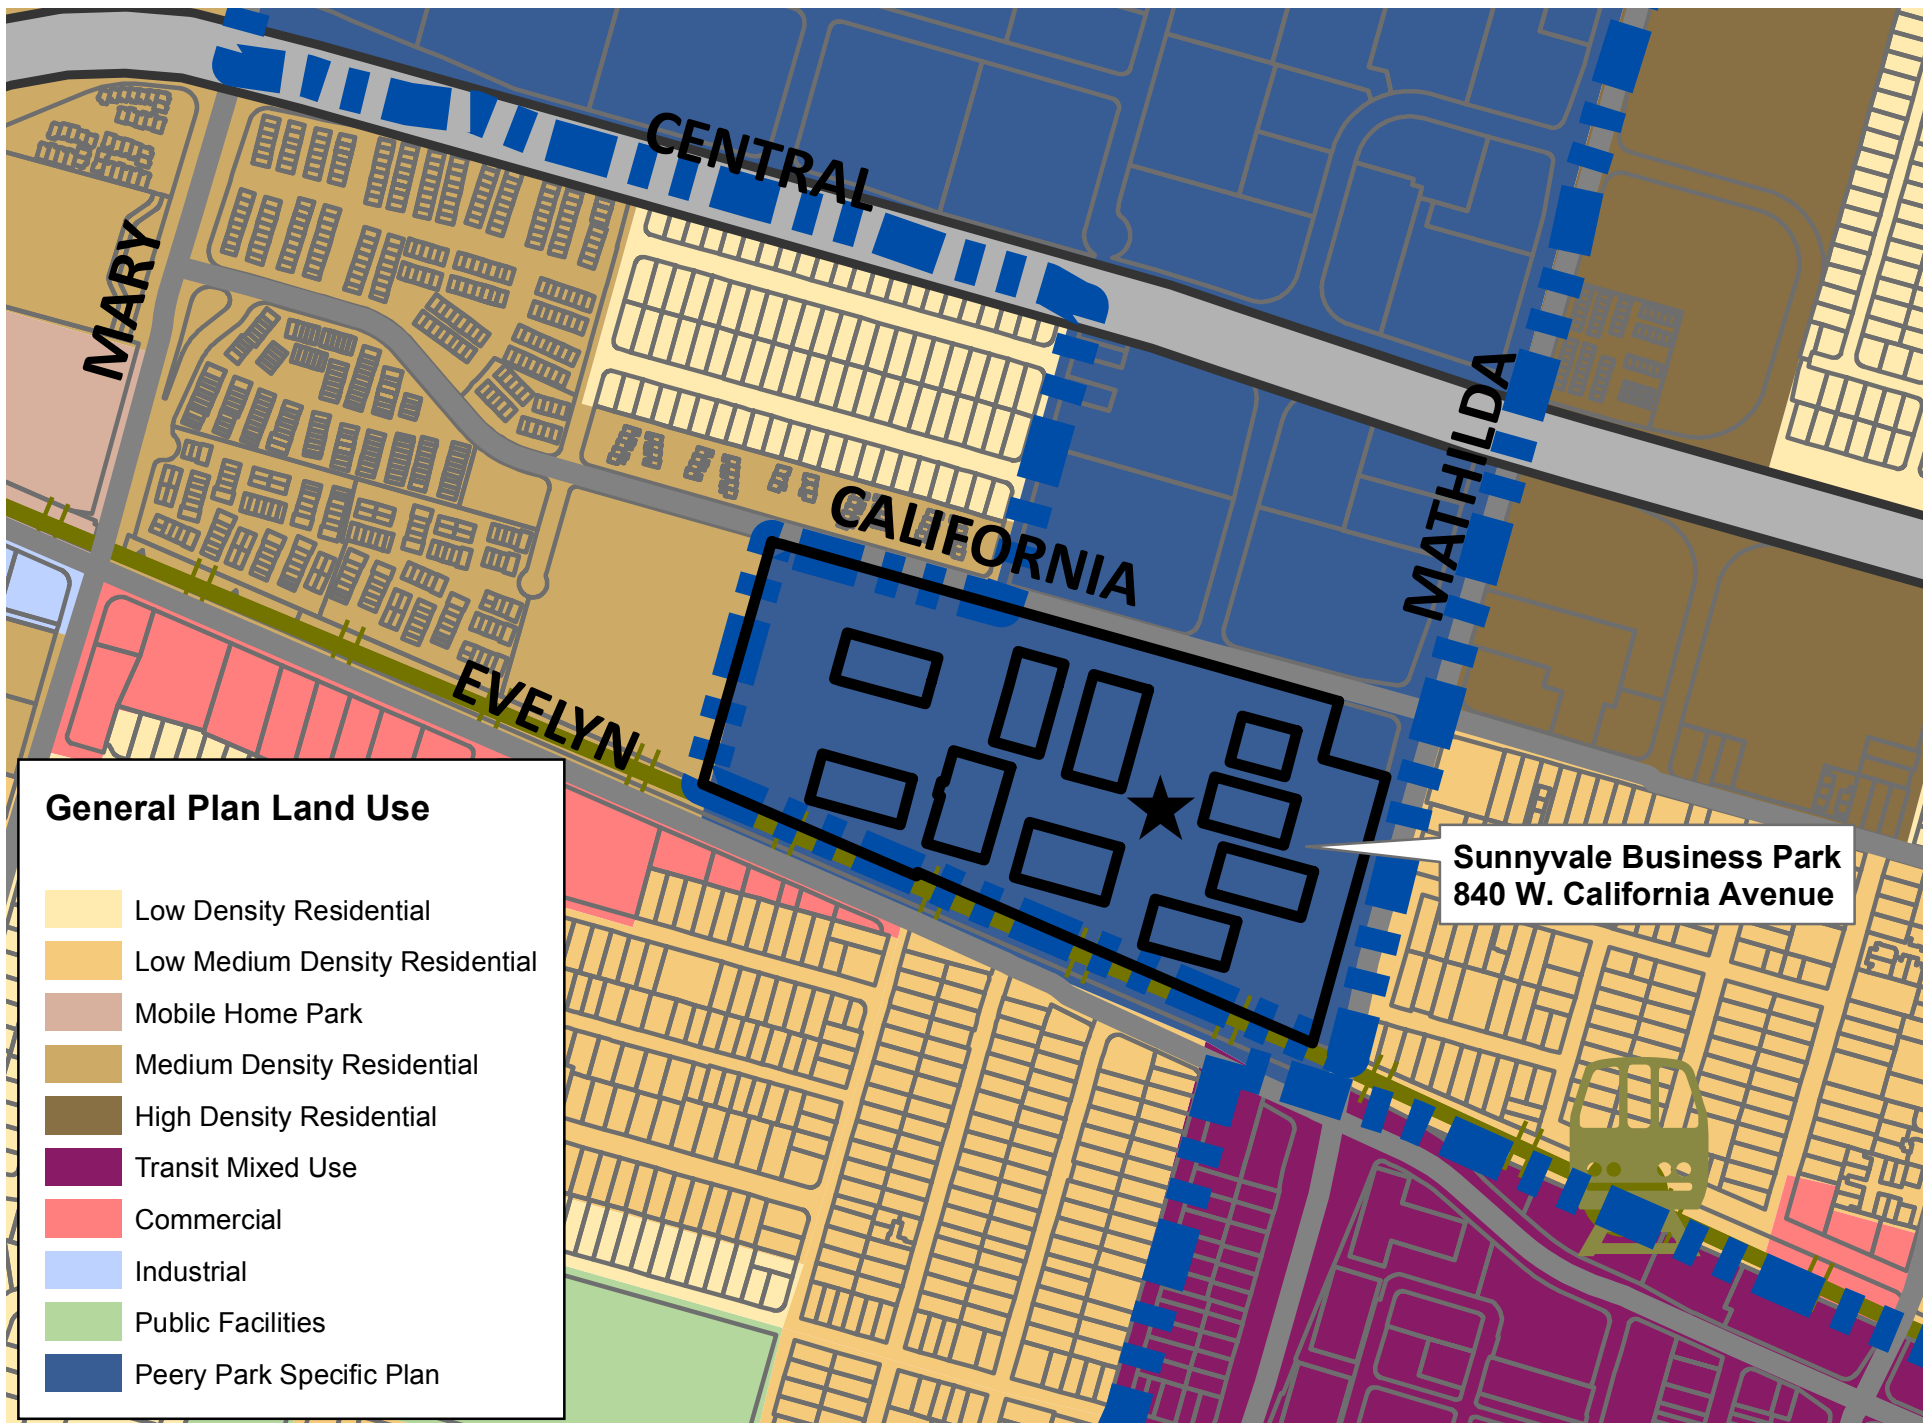 CENTRAL
MARY
MATHILDA
CALIFORNIA
EVELYN
General Plan Land Use
Low Density Residential
Low Medium Density Residential
Mobile Home Park
Medium Density Residential
High Density Residential
Transit Mixed Use
Commercial
Industrial
Public Facilities
Peery Park Specific Plan
Sunnyvale Business Park
840 W. California Avenue